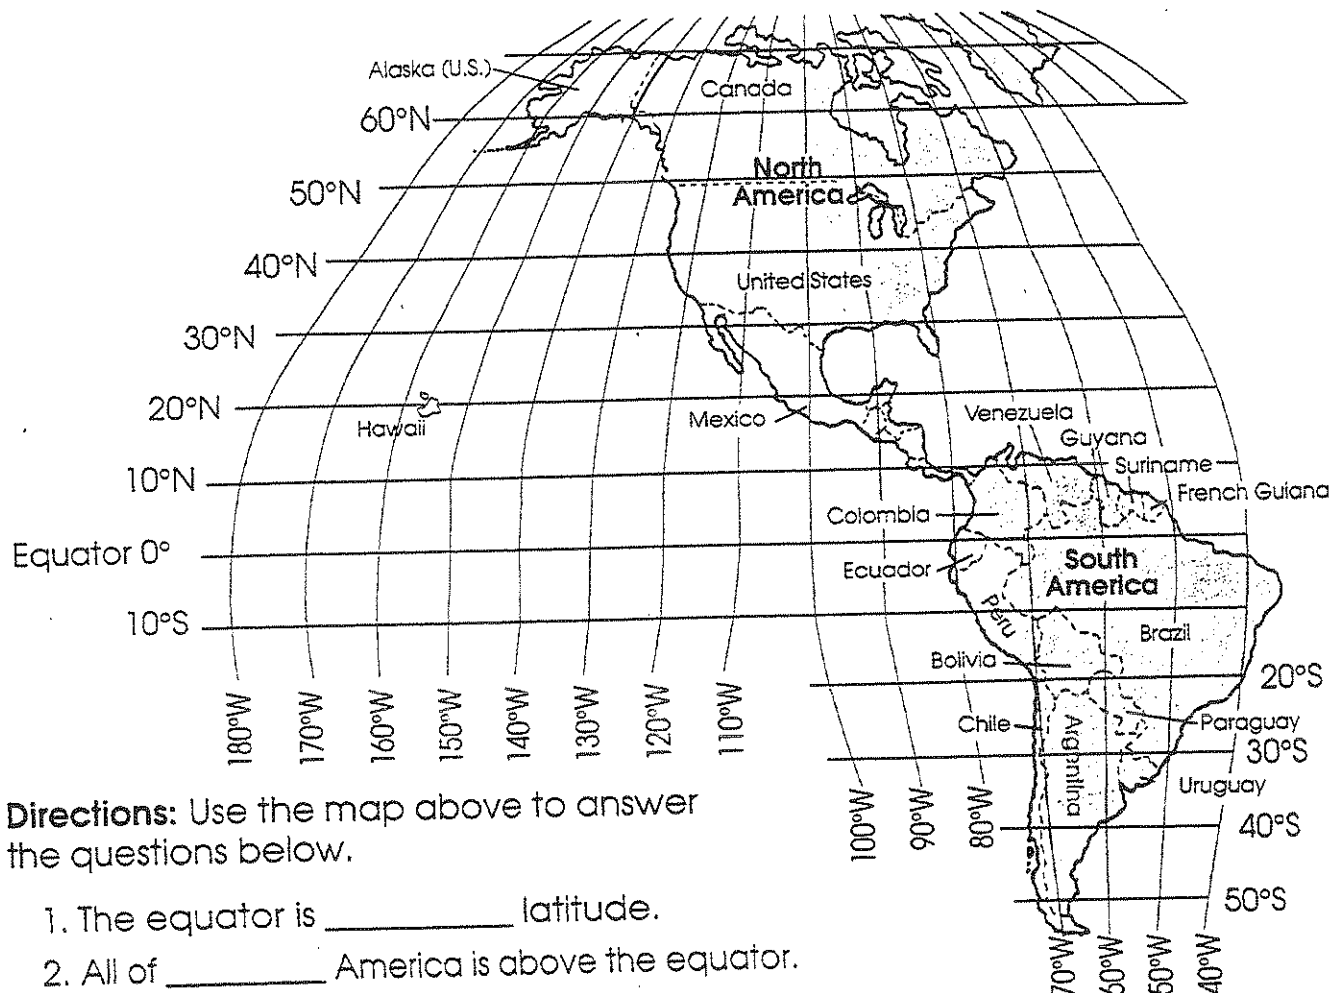 Alaska (U.S.)
Canada
60°N
North
America
50°N
40°N
United States
30°N
20°N
Hawaii
Mexico
Venezuela
Guyana
Suriname
French Guiana
10°N
Colombia
Equator 0°
Ecuador
South
America
10°S
Peru
Brazil
Bolivia
20°S
Chile
Argentina
Paraguay
30°S
Uruguay
180°W
170°W
160°W
150°W
140°W
130°W
120°W
110°W
100°W
90°W
80°W
40°S
50°S
70°W
60°W
50°W
40°W
Directions: Use the map above to answer
the questions below.
1. The equator is __________ latitude.
2. All of ________ America is above the equator.